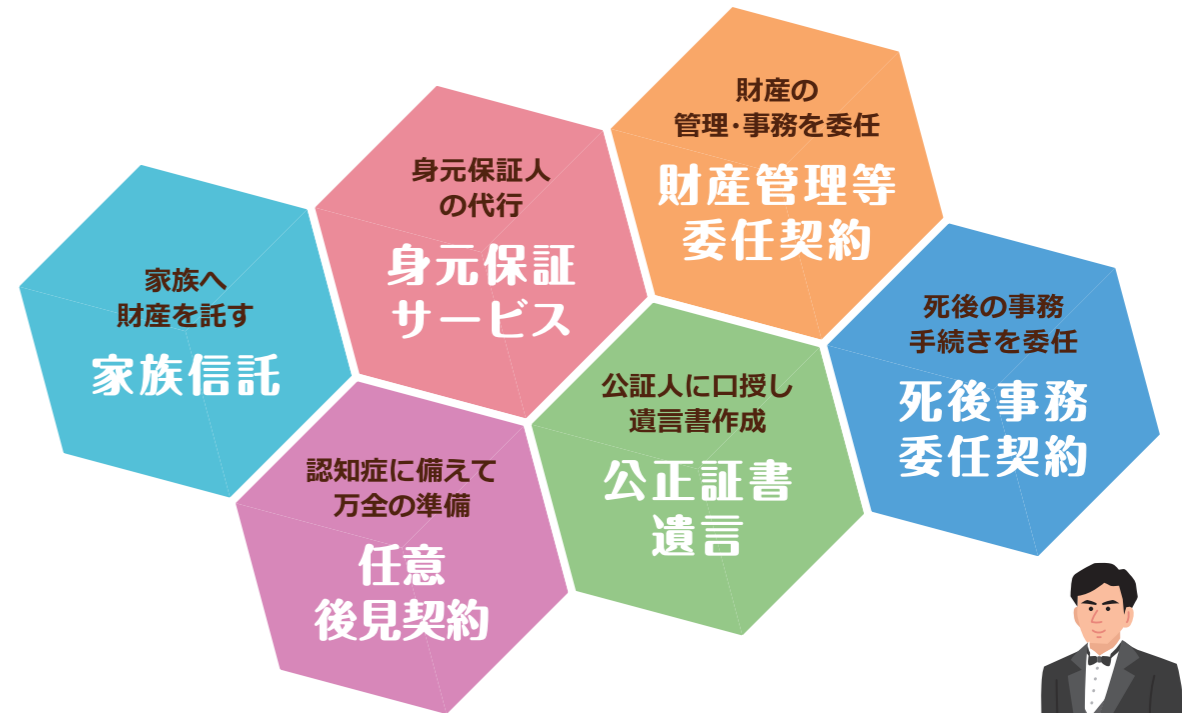 家族へ
財産を託す
家族信託
身元保証人
の代行
身元保証
サービス
財産の
管理・事務を委任
財産管理等
委任契約
認知症に備えて
万全の準備
任意
後見契約
公証人に口授し
遺言書作成
公正証書
遺言
死後の事務
手続きを委任
死後事務
委任契約